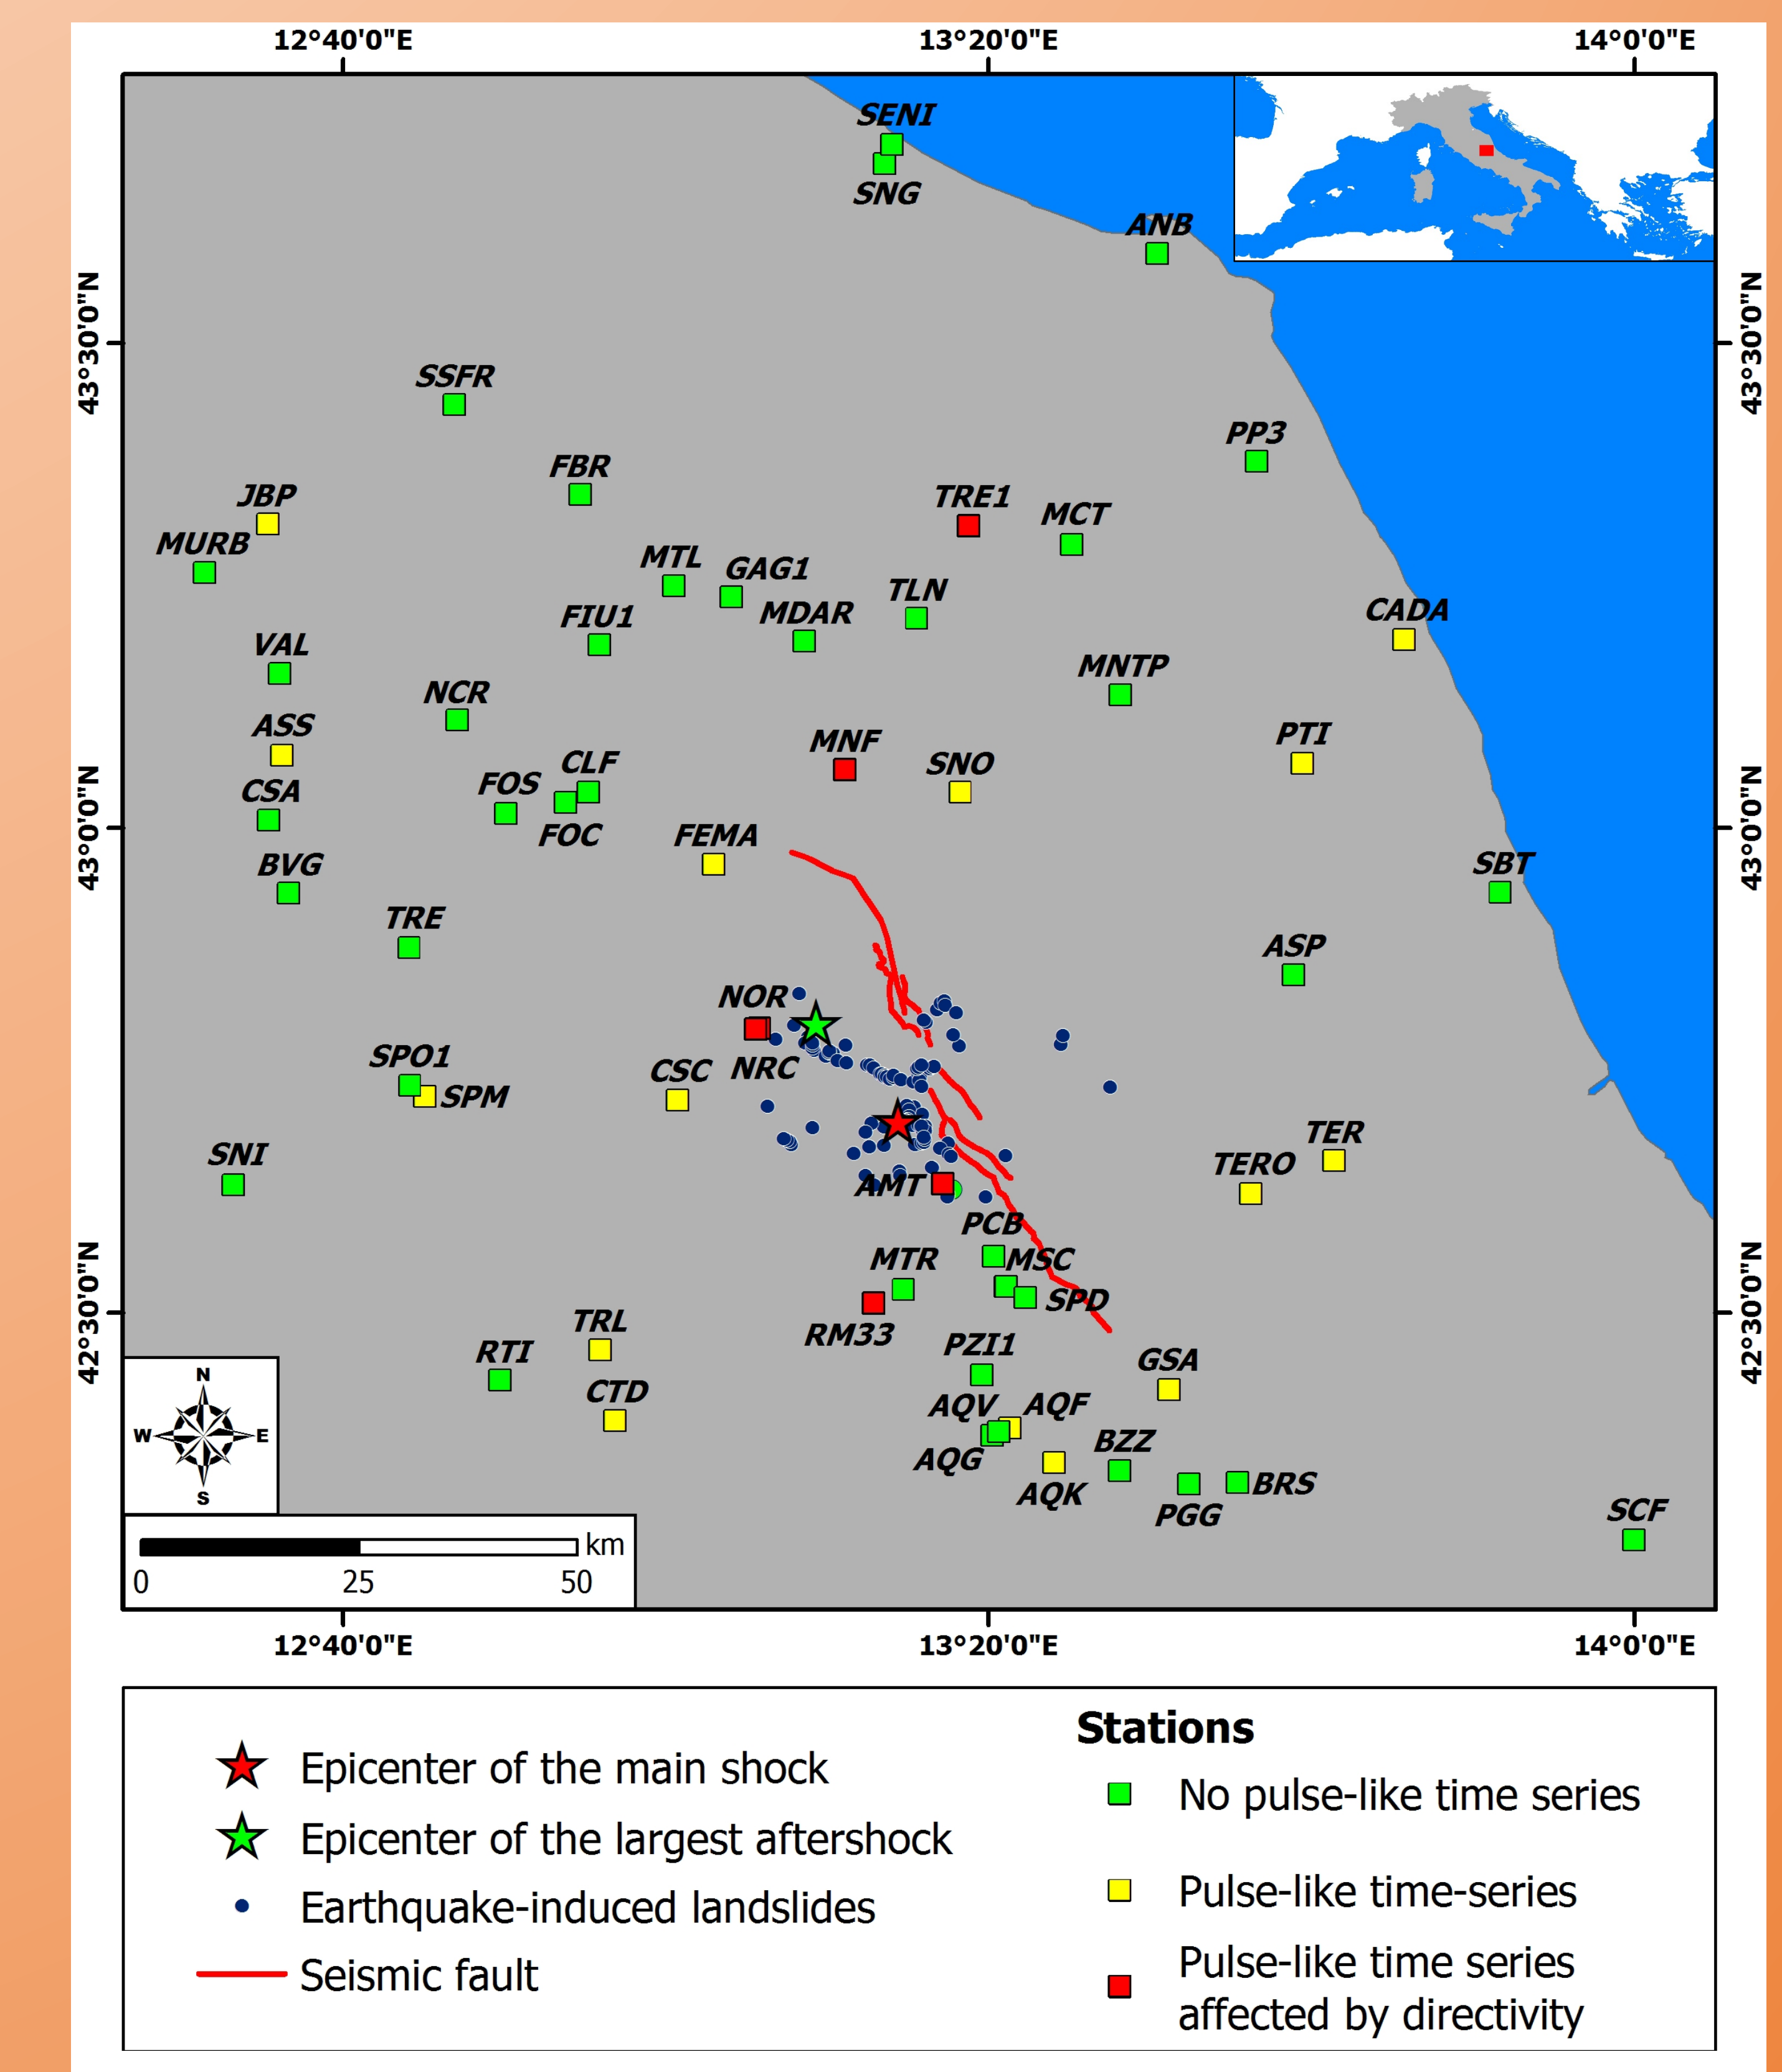 12°40'0"E 13°20'0"E 14°0'0"E
SENI
SNG
ANB
43°30'0"N 43°30'0"N
SSFR
PP3
FBR
JBP TRE1 MCT
MURB
MTL GAG1
TLN
FIU1 MDAR CADA
VAL
MNTP
NCR
ASS PTI
MNF SNO
CLF
CSA FOS
43°0'0"N 43°0'0"N
FOC FEMA
BVG SBT
TRE
ASP
NOR
SPO1 CSC NRC
SPM
TER
SNI TERO
AMT
PCB
MTR MSC
SPD
42°30'0"N 42°30'0"N
TRL RM33
RTI PZI1 GSA
CTD
AQV AQF
BZZ
AQG
AQK PGG BRS
SCF
N
W E
S
km
0 25 50
12°40'0"E 13°20'0"E 14°0'0"E
Epicenter of the main shock
Epicenter of the largest aftershock
Earthquake-induced landslides
Seismic fault
Stations
No pulse-like time series
Pulse-like time-series
Pulse-like time series
affected by directivity